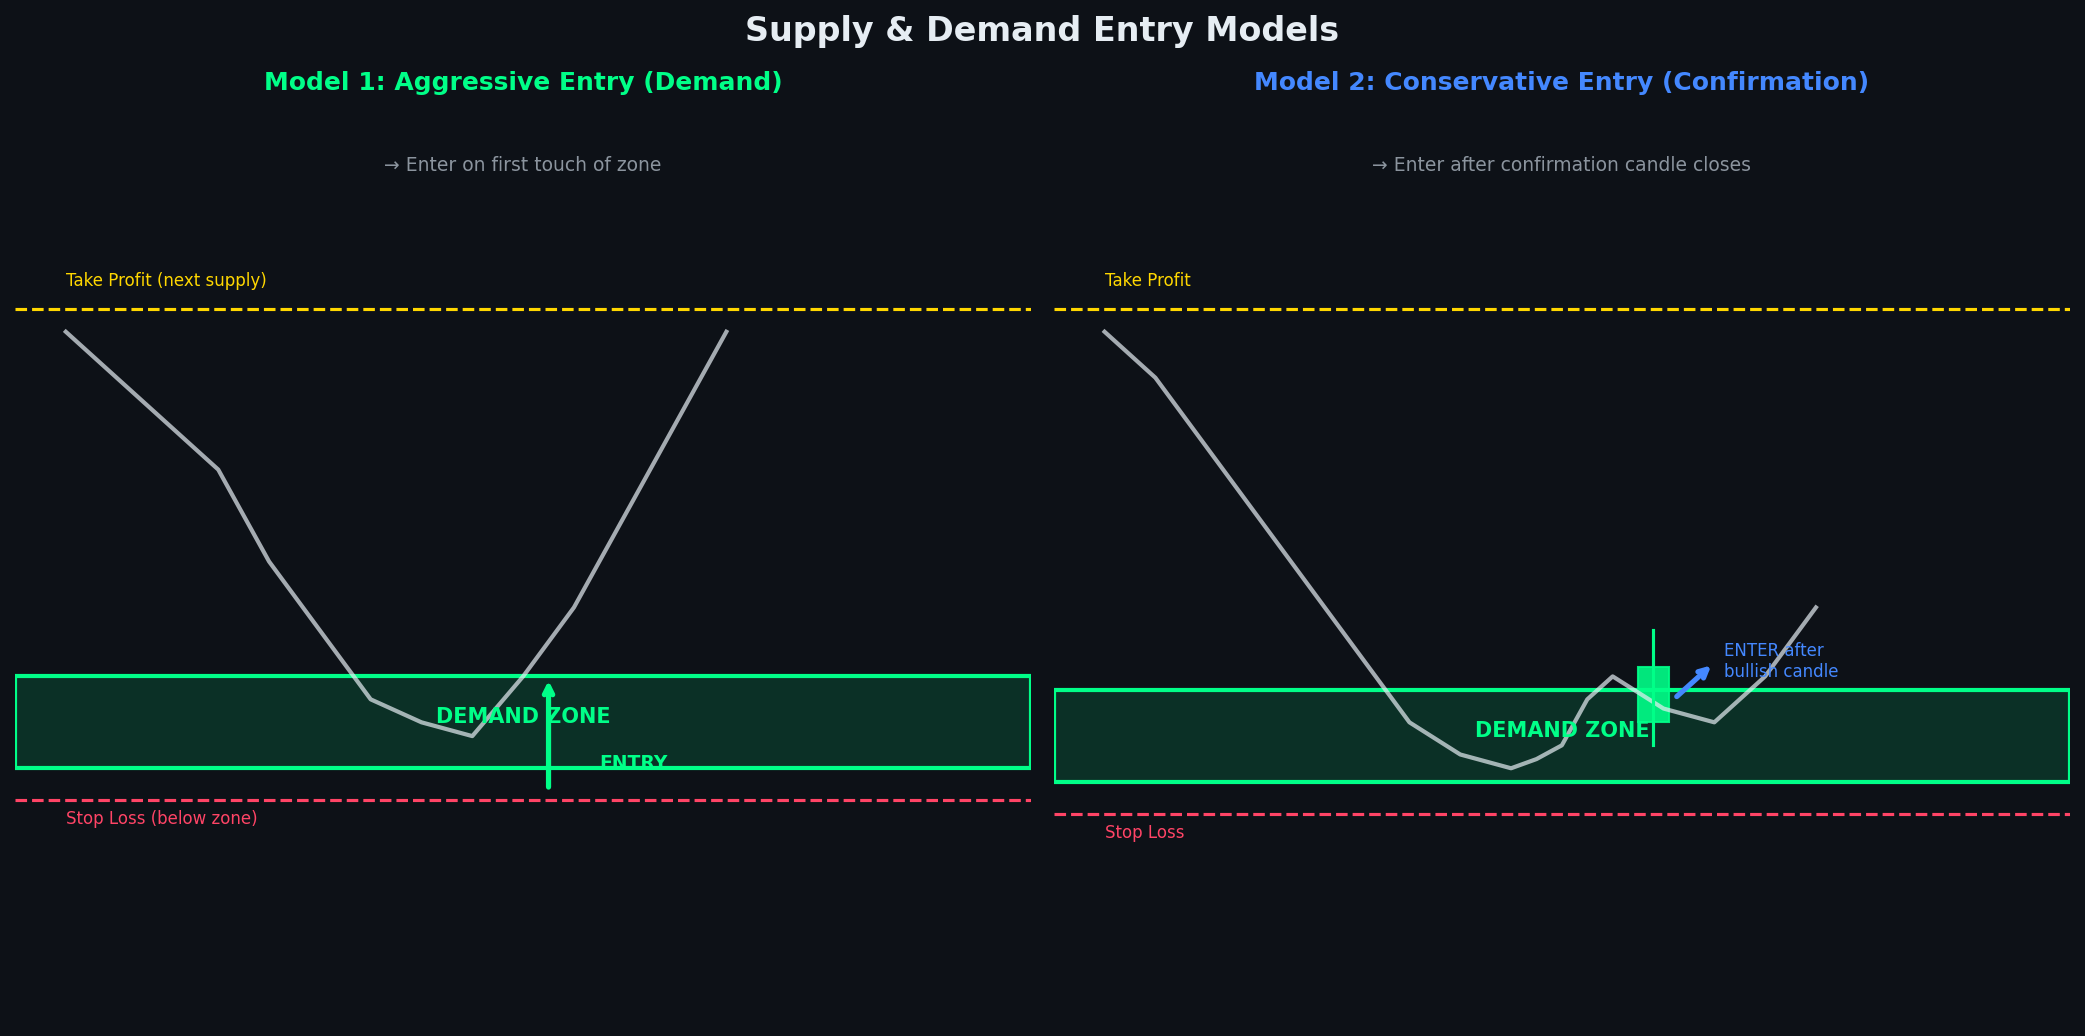 Supply & Demand Entry Models
Model 1: Aggressive Entry (Demand)
→ Enter on first touch of zone
Take Profit (next supply)
DEMAND ZONE
ENTRY
Stop Loss (below zone)
Model 2: Conservative Entry (Confirmation)
→ Enter after confirmation candle closes
Take Profit
ENTER after
bullish candle
DEMAND ZONE
Stop Loss